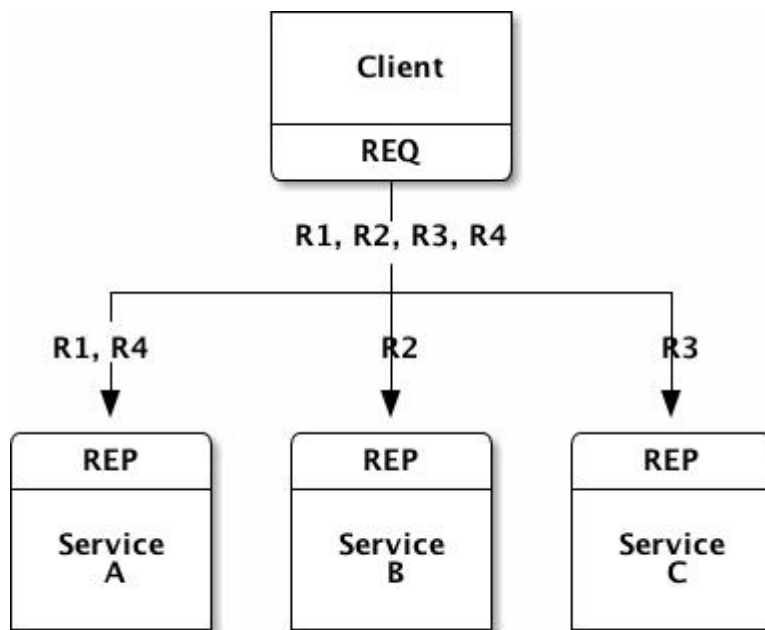 Client
REQ
R1, R2, R3, R4
R1, R4
R2
R3
REP
REP
REP
Service
A
Service
B
Service
C